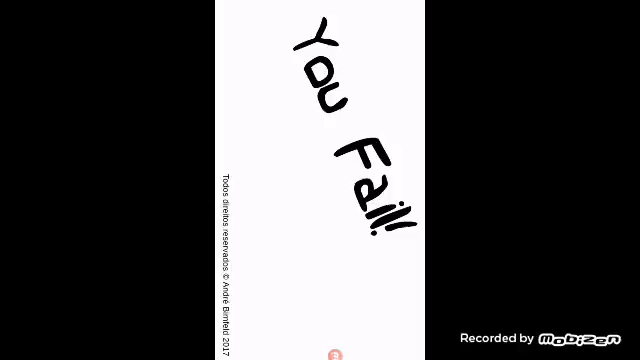 You
Fail!
Todos direitos reservados © André Birnfeld 2017
Recorded by MOBIZEN